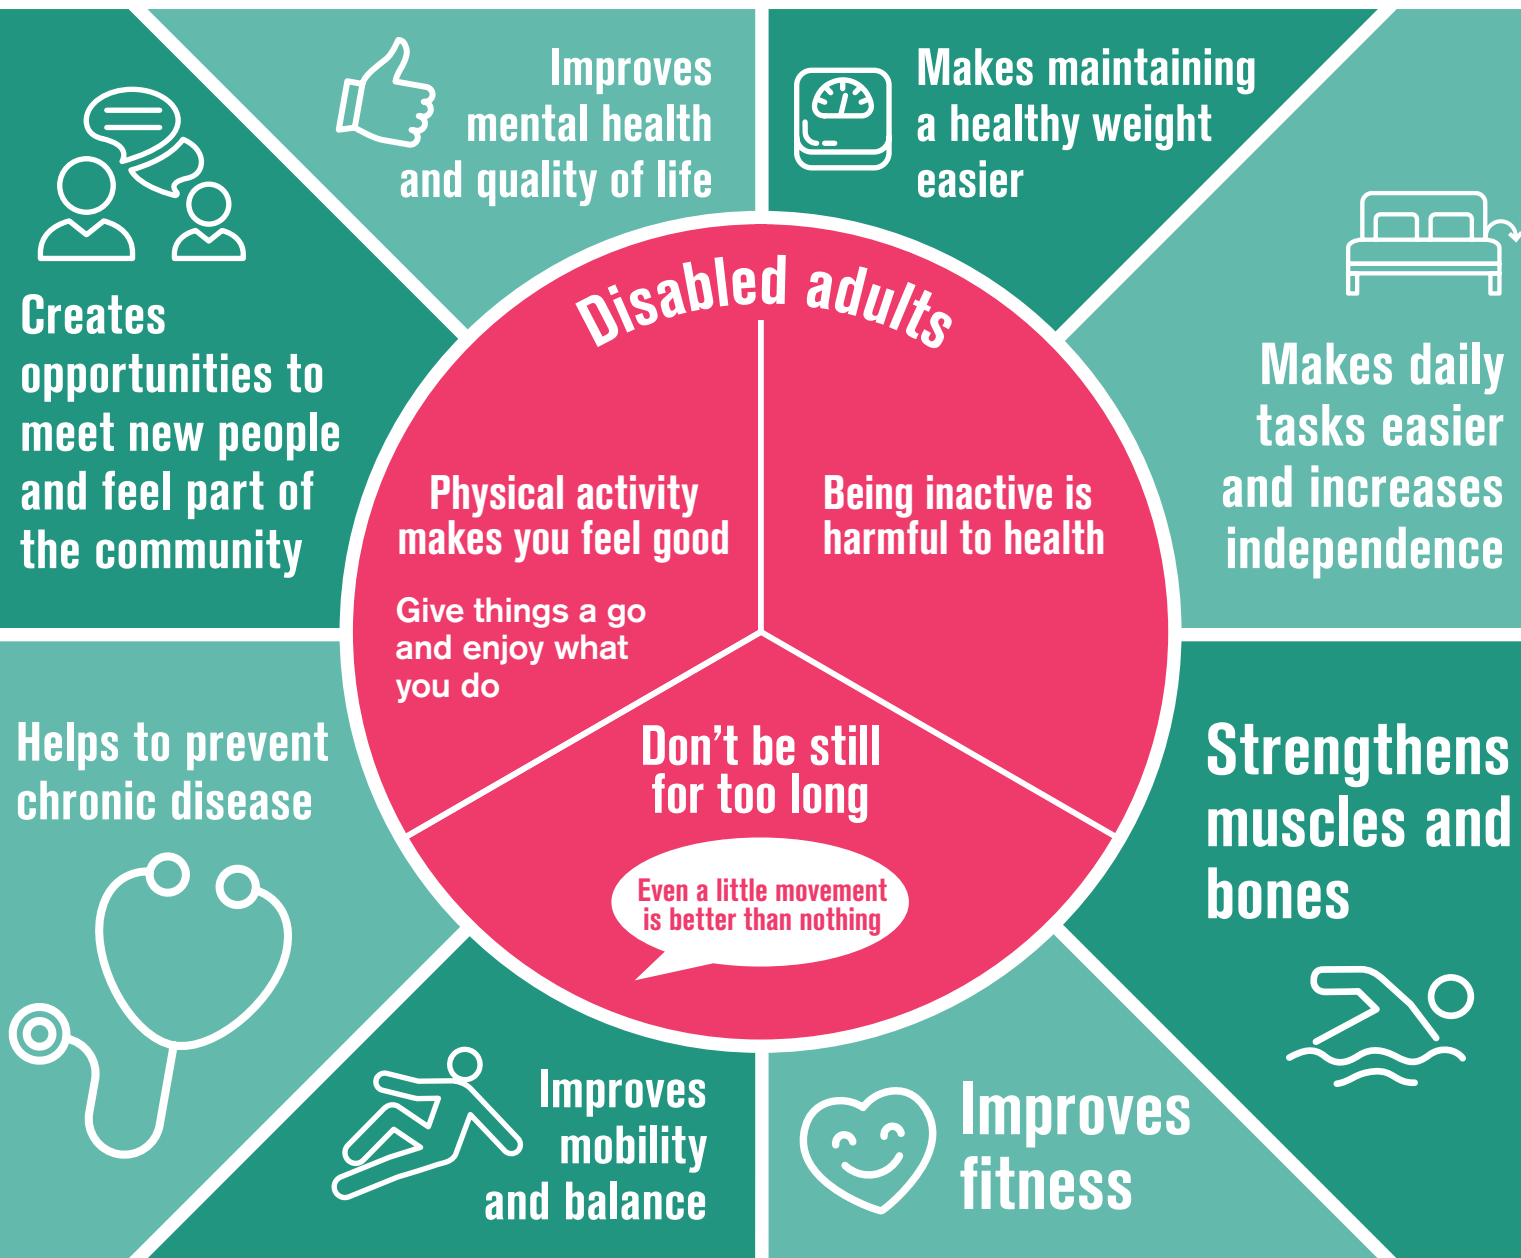 Improves
mental health
and quality of life
Makes maintaining
a healthy weight
easier
Makes daily
tasks easier
and increases
independence
Strengthens
muscles and
bones
Improves
fitness
Improves
mobility
and balance
Helps to prevent
chronic disease
Creates
opportunities to
meet new people
and feel part of
the community
Disabled adults
Physical activity
makes you feel good
Give things a go
and enjoy what
you do
Being inactive is
harmful to health
Don't be still
for too long
Even a little movement
is better than nothing